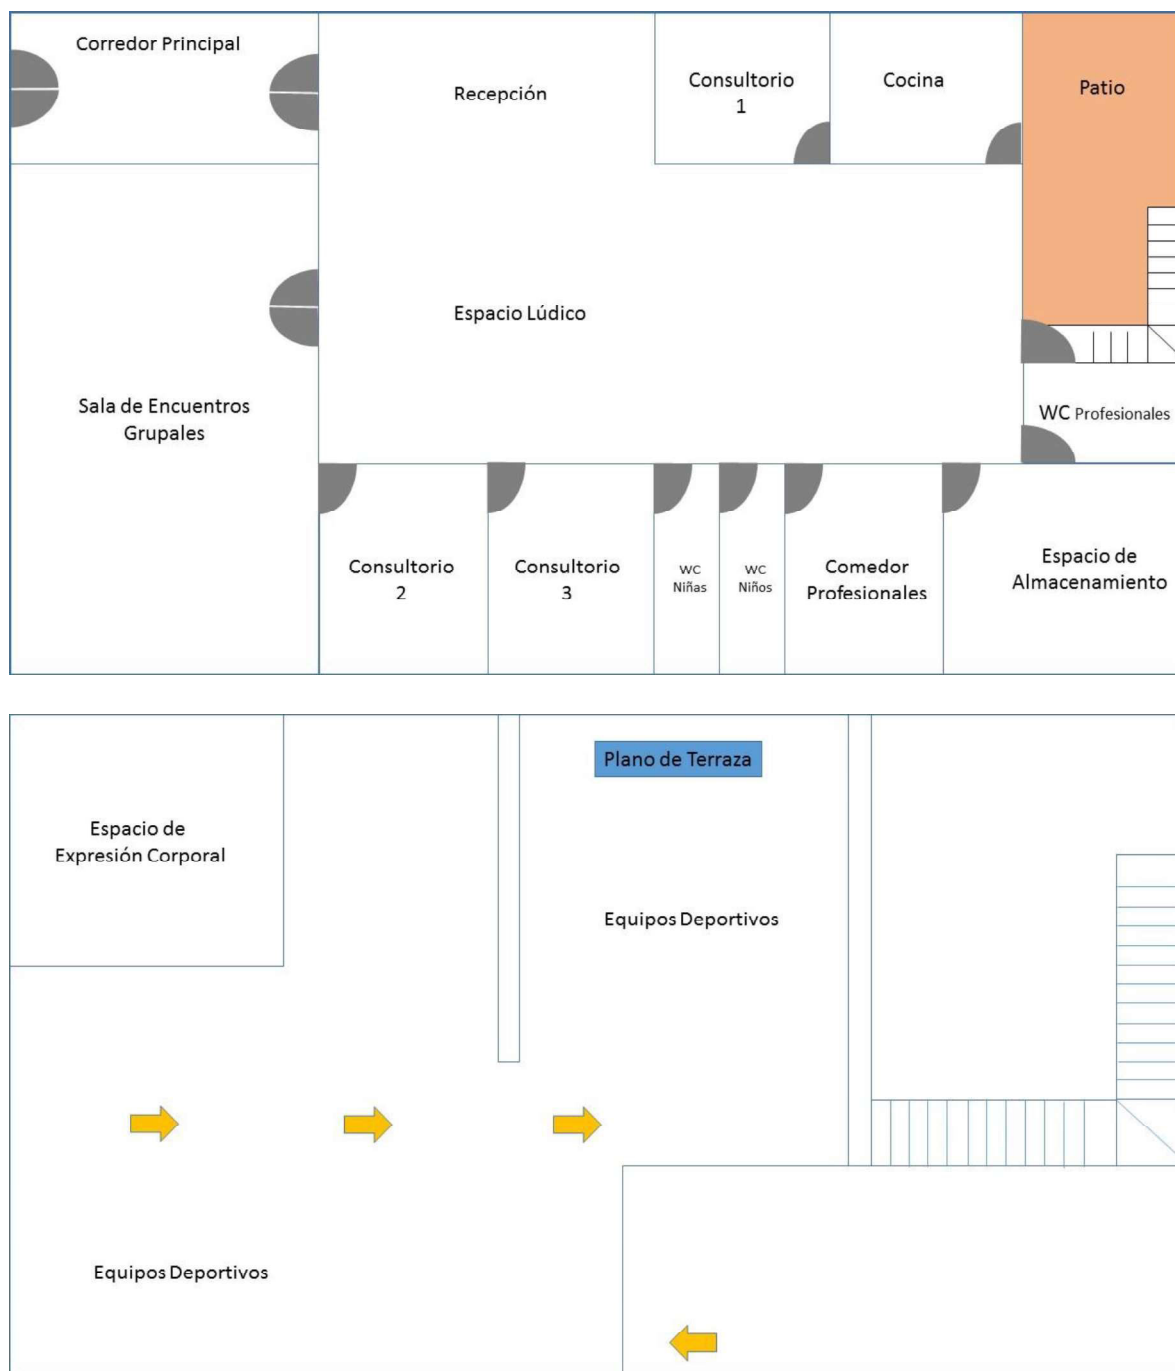 Corredor Principal
Recepción
Consultorio
1
Cocina
Patio
Espacio Lúdico
Sala de Encuentros
Grupales
WC Profesionales
Consultorio
2
Consultorio
3
WC
Niñas
WC
Niños
Comedor
Profesionales
Espacio de
Almacenamiento
Plano de Terraza
Espacio de
Expresión Corporal
Equipos Deportivos
Equipos Deportivos